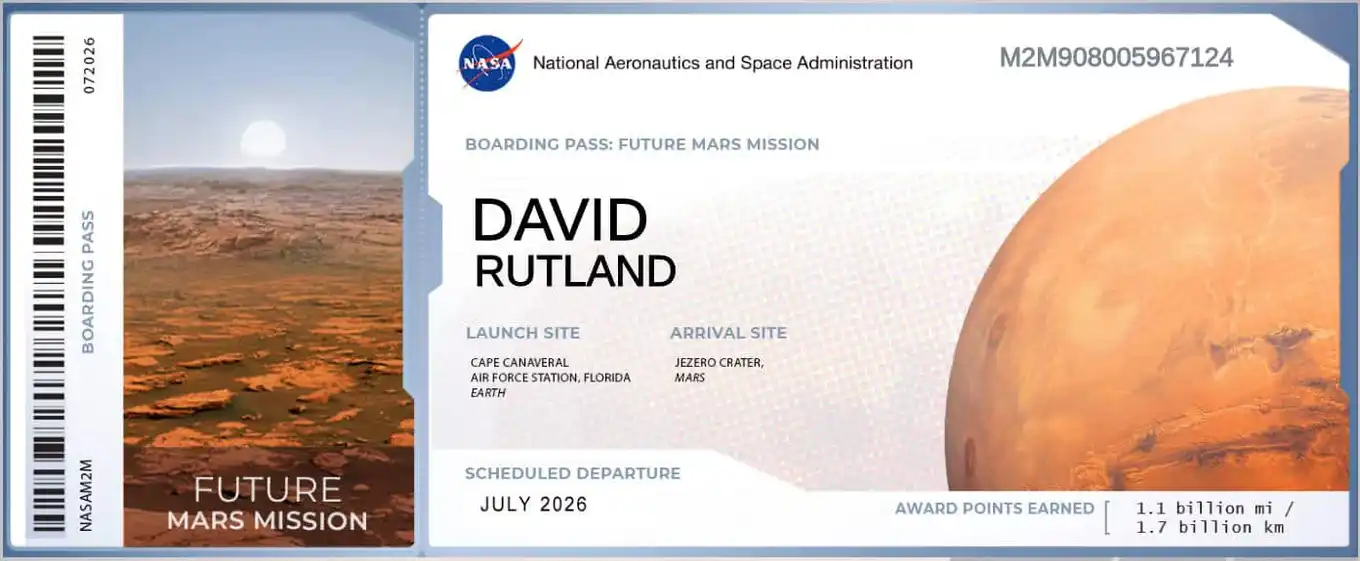 072026
BOARDING PASS
NASAM2M
FUTURE
MARS MISSION
NASA
National Aeronautics and Space Administration
M2M908005967124
BOARDING PASS: FUTURE MARS MISSION
DAVID
RUTLAND
LAUNCH SITE
CAPE CANAVERAL
AIR FORCE STATION, FLORIDA
EARTH
ARRIVAL SITE
JEZERO CRATER,
MARS
SCHEDULED DEPARTURE
JULY 2026
AWARD POINTS EARNED
1.1 billion mi /
1.7 billion km